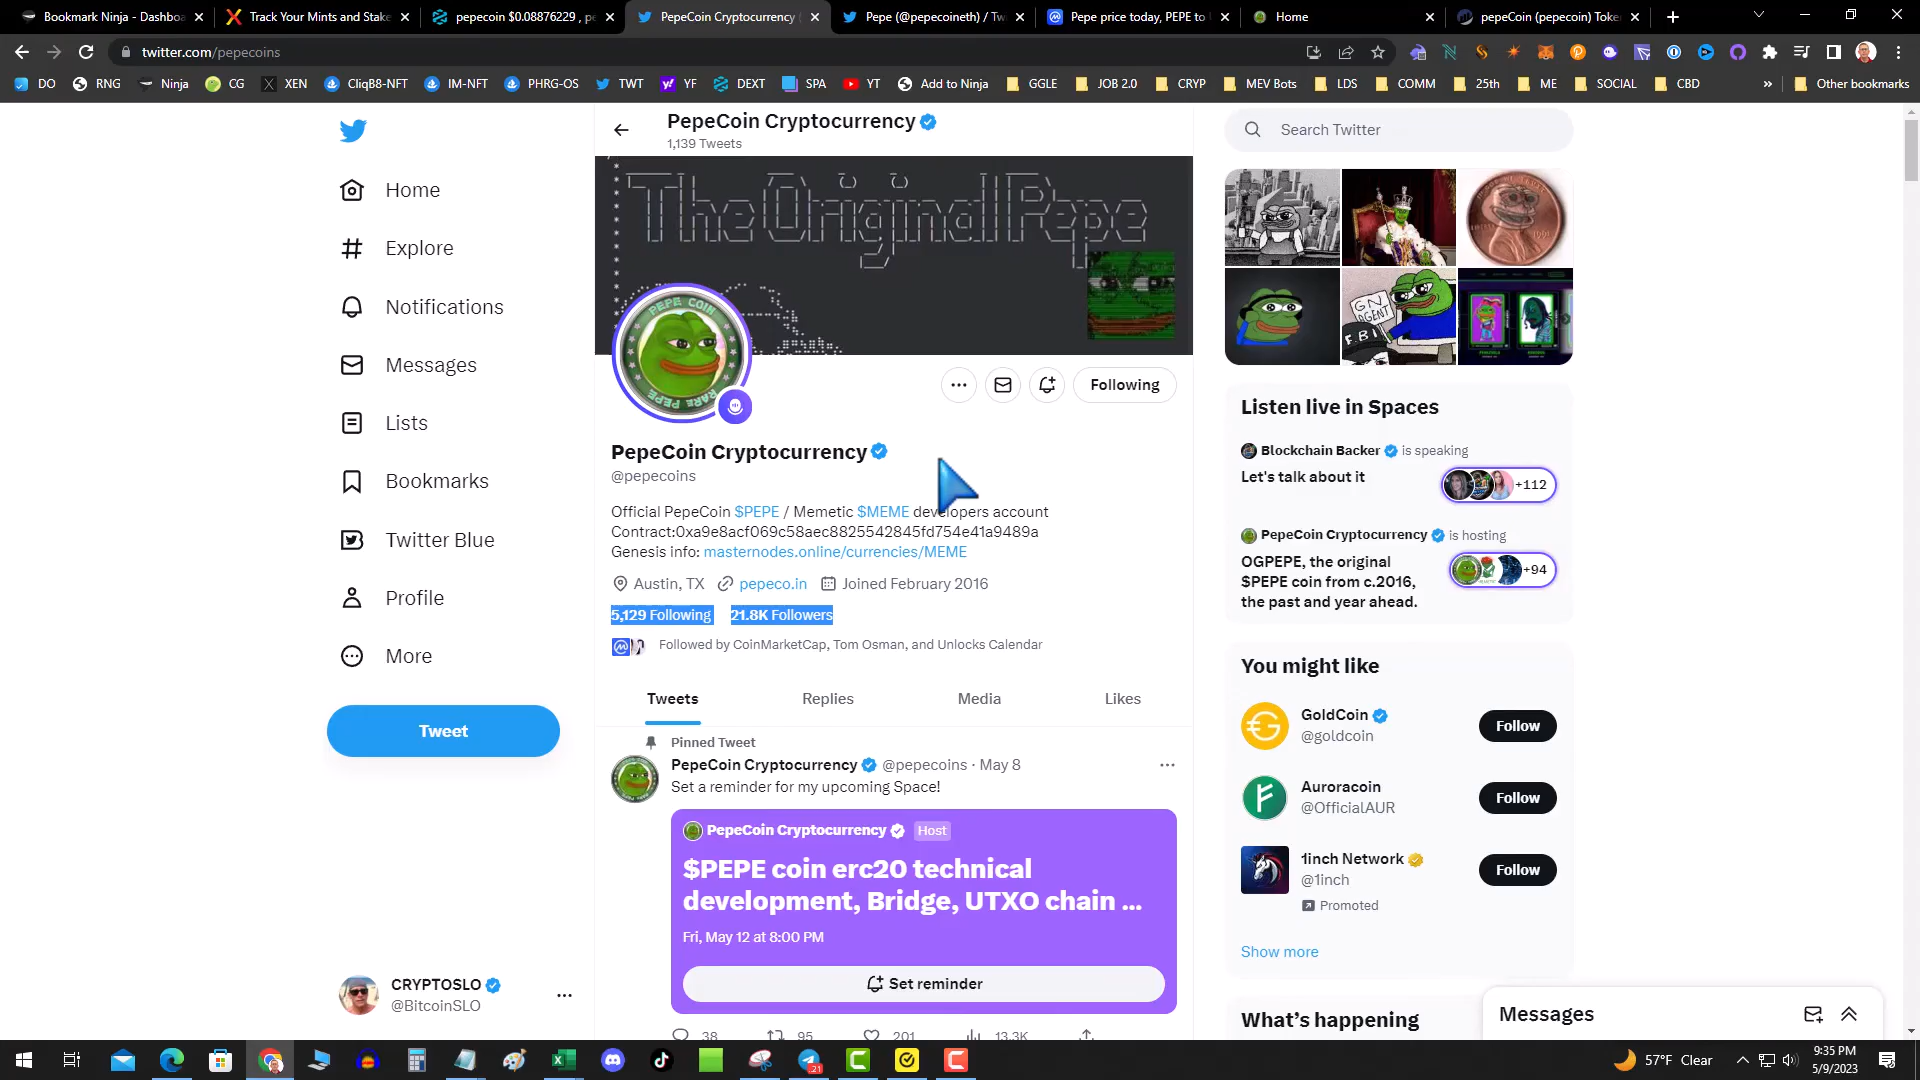 Bookmark Ninja - Dashboa
Track Your Mints and Stake
pepecoin $0.08876229 , pe
PepeCoin Cryptocurrency (
Pepe (@pepecoineth) / Tw
Pepe price today, PEPE to
Home
pepeCoin (pepecoin) Toke
twitter.com/pepecoins
DO
RNG
Ninja
CG
XEN
CliqB8-NFT
IM-NFT
PHRG-OS
TWT
YF
DEXT
SPA
YT
Add to Ninja
GGLE
JOB 2.0
CRYP
MEV Bots
LDS
COMM
25th
ME
SOCIAL
CBD
Other bookmarks
Home
Explore
Notifications
Messages
Lists
Bookmarks
Twitter Blue
Profile
More
Tweet
CRYPTOSLO
@BitcoinSLO
PepeCoin Cryptocurrency
1,139 Tweets
TheOriginalPepe
PEPE COIN
RARE PEPE
Following
PepeCoin Cryptocurrency
@pepecoins
Official PepeCoin $PEPE / Memetic $MEME developers account
Contract:0xa9e8acf069c58aec8825542845fd754e41a9489a
Genesis info: masternodes.online/currencies/MEME
Austin, TX pepeco.in Joined February 2016
5,129 Following 21.8K Followers
Followed by CoinMarketCap, Tom Osman, and Unlocks Calendar
Tweets
Replies
Media
Likes
Pinned Tweet
PepeCoin Cryptocurrency @pepecoins · May 8
Set a reminder for my upcoming Space!
PepeCoin Cryptocurrency Host
$PEPE coin erc20 technical
development, Bridge, UTXO chain ...
Fri, May 12 at 8:00 PM
Set reminder
38
95
201
13.3K
Search Twitter
GN
AGENT
F.B.I
Listen live in Spaces
Blockchain Backer is speaking
Let's talk about it
+112
PepeCoin Cryptocurrency is hosting
OGPEPE, the original
$PEPE coin from c.2016,
the past and year ahead.
+94
You might like
GoldCoin
@goldcoin
Follow
Auroracoin
@OfficialAUR
Follow
1inch Network
@1inch
Follow
Promoted
Show more
What's happening
Messages
21
57°F Clear
9:35 PM
5/9/2023